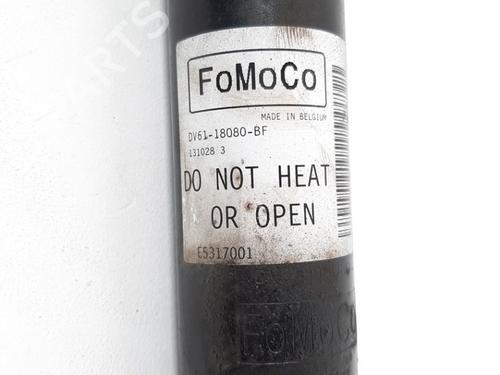 FoMoCo
MADE IN BELGIUM
DV61-18080-BF
131028 3
DO NOT HEAT
OR OPEN
E5317001
FoMoCo